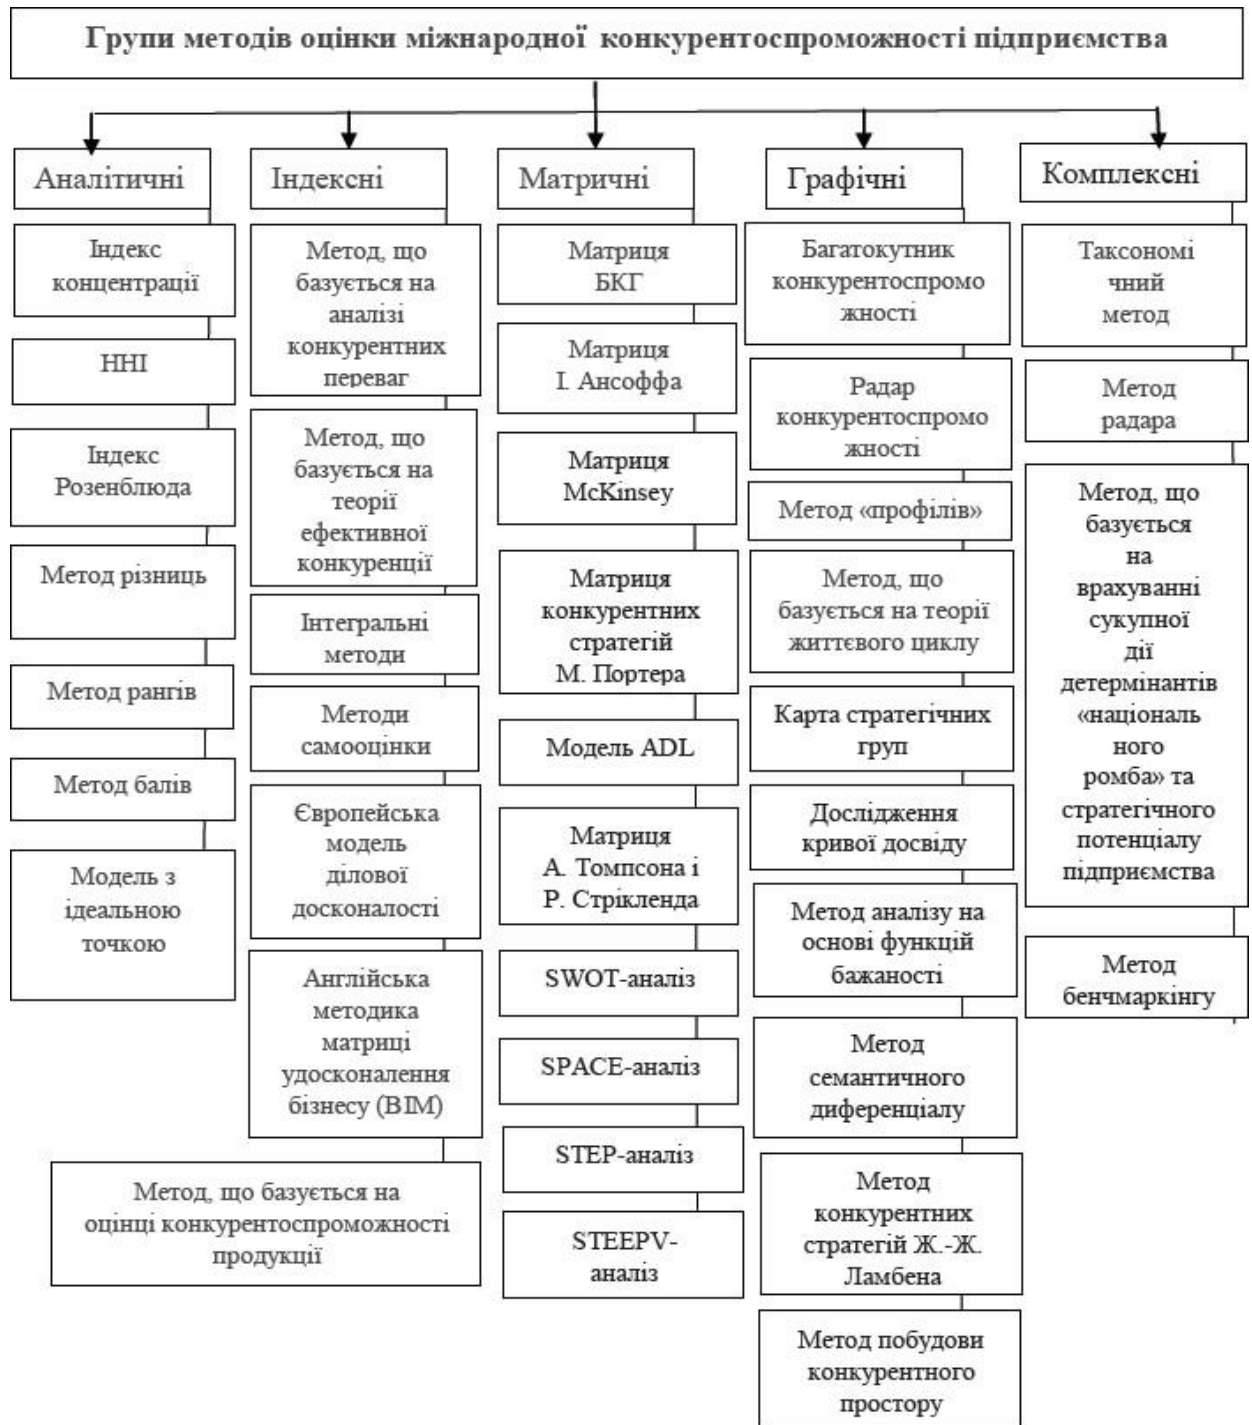 Групи методів оцінки міжнародної конкурентоспроможності підприємства
Аналітичні
Індекс
концентрації
ННІ
Індекс
Розенблюда
Метод різниць
Метод рангів
Метод балів
Модель з
ідеальною
точкою
Індексні
Метод, що
базується на
аналізі
конкурентних
переваг
Метод, що
базується на
теорії
ефективної
конкуренції
Інтегральні
методи
Методи
самооцінки
Європейська
модель
ділової
досконалості
Англійська
методика
матриці
удосконалення
бізнесу (BIM)
Метод, що базується на
оцінці конкурентоспроможності
продукції
Матричні
Матриця
БКГ
Матриця
І. Ансоффа
Матриця
McKinsey
Матриця
конкурентних
стратегій
М. Портера
Модель ADL
Матриця
А. Томпсона і
Р. Стрікленда
SWOT-аналіз
SPACE-аналіз
STEP-аналіз
STEEPV-
аналіз
Графічні
Багатокутник
конкурентоспромо
жності
Радар
конкурентоспромо
жності
Метод «профілів»
Метод, що
базується на теорії
життєвого циклу
Карта стратегічних
груп
Дослідження
кривої досвіду
Метод аналізу на
основі функцій
бажаності
Метод
семантичного
диференціалу
Метод
конкурентних
стратегій Ж.-Ж.
Ламбена
Метод побудови
конкурентного
простору
Комплексні
Таксономі
чний
метод
Метод
радара
Метод, що
базується
на
врахуванні
сукупної
дії
детермінантів
«національ
ного
ромба» та
стратегічного
потенціалу
підприємства
Метод
бенчмаркінгу